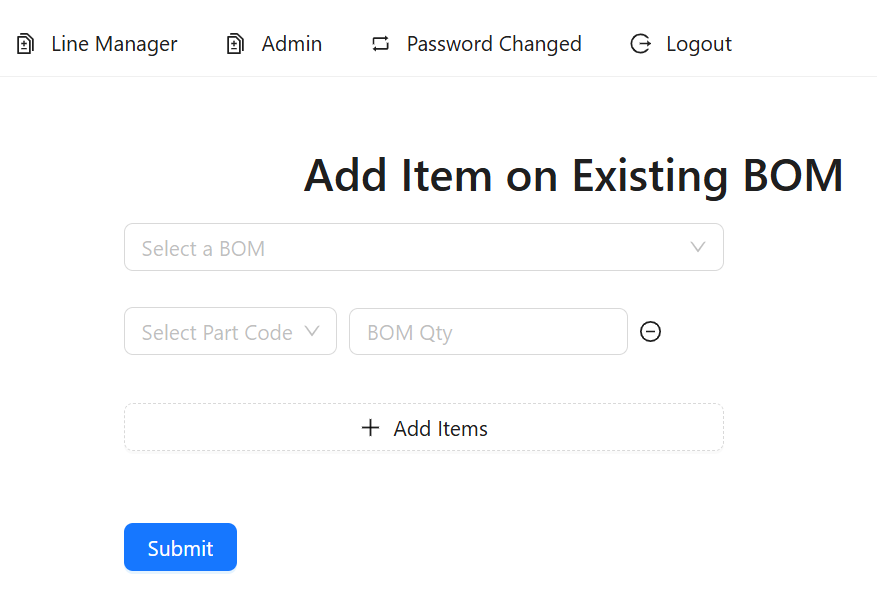 Line Manager Admin Password Changed Logout
Add Item on Existing BOM
Select a BOM
Select Part Code BOM Qty
Add Items
Submit